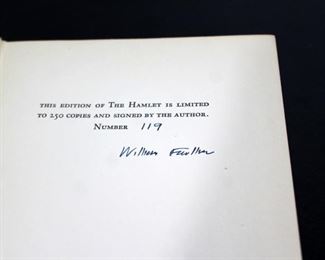 THIS EDITION OF THE HAMLET IS LIMITED
TO 250 COPIES AND SIGNED BY THE AUTHOR.
NUMBER 119
William Faulkner